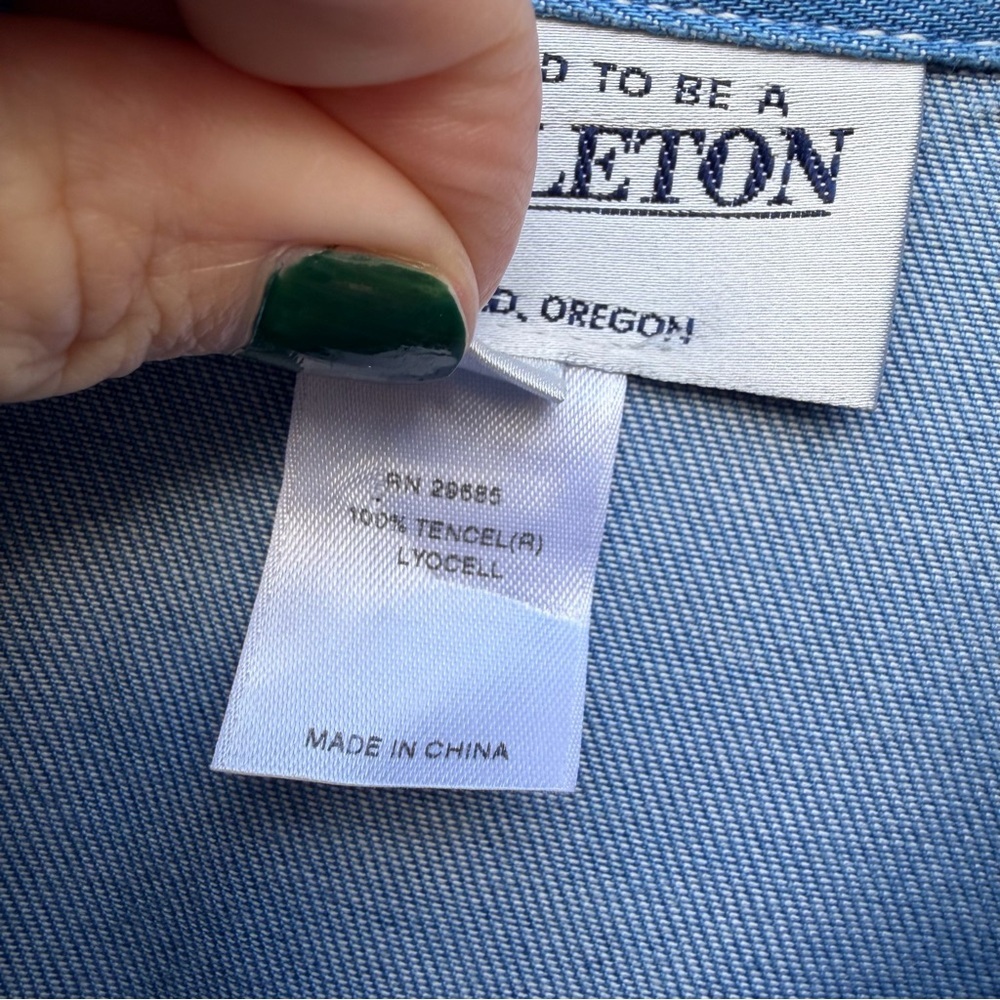 D TO BE A
LETON
D, OREGON
RN 29685
100% TENCEL(R)
LYOCELL
MADE IN CHINA